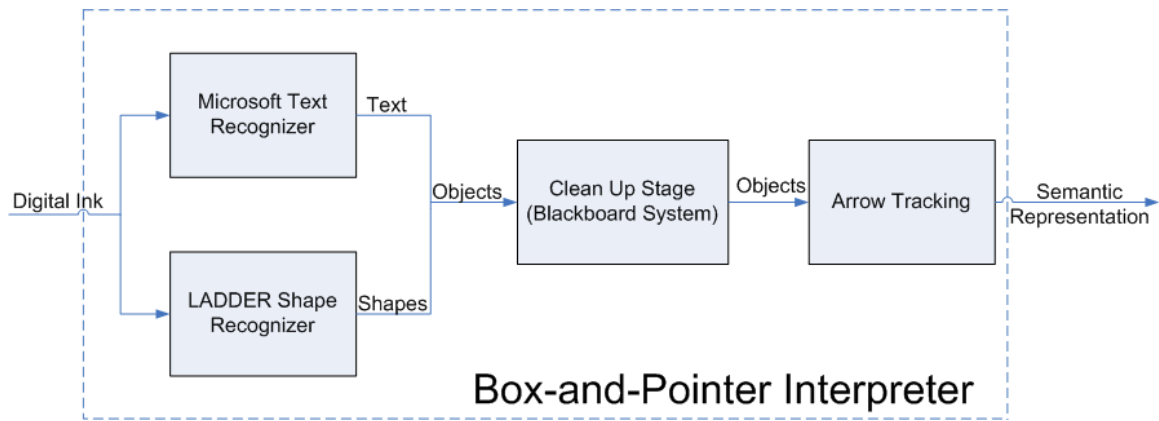 Microsoft Text
Recognizer
Text
Digital Ink
LADDER Shape
Recognizer
Shapes
Objects
Clean Up Stage
(Blackboard System)
Objects
Arrow Tracking
Semantic
Representation
Box-and-Pointer Interpreter